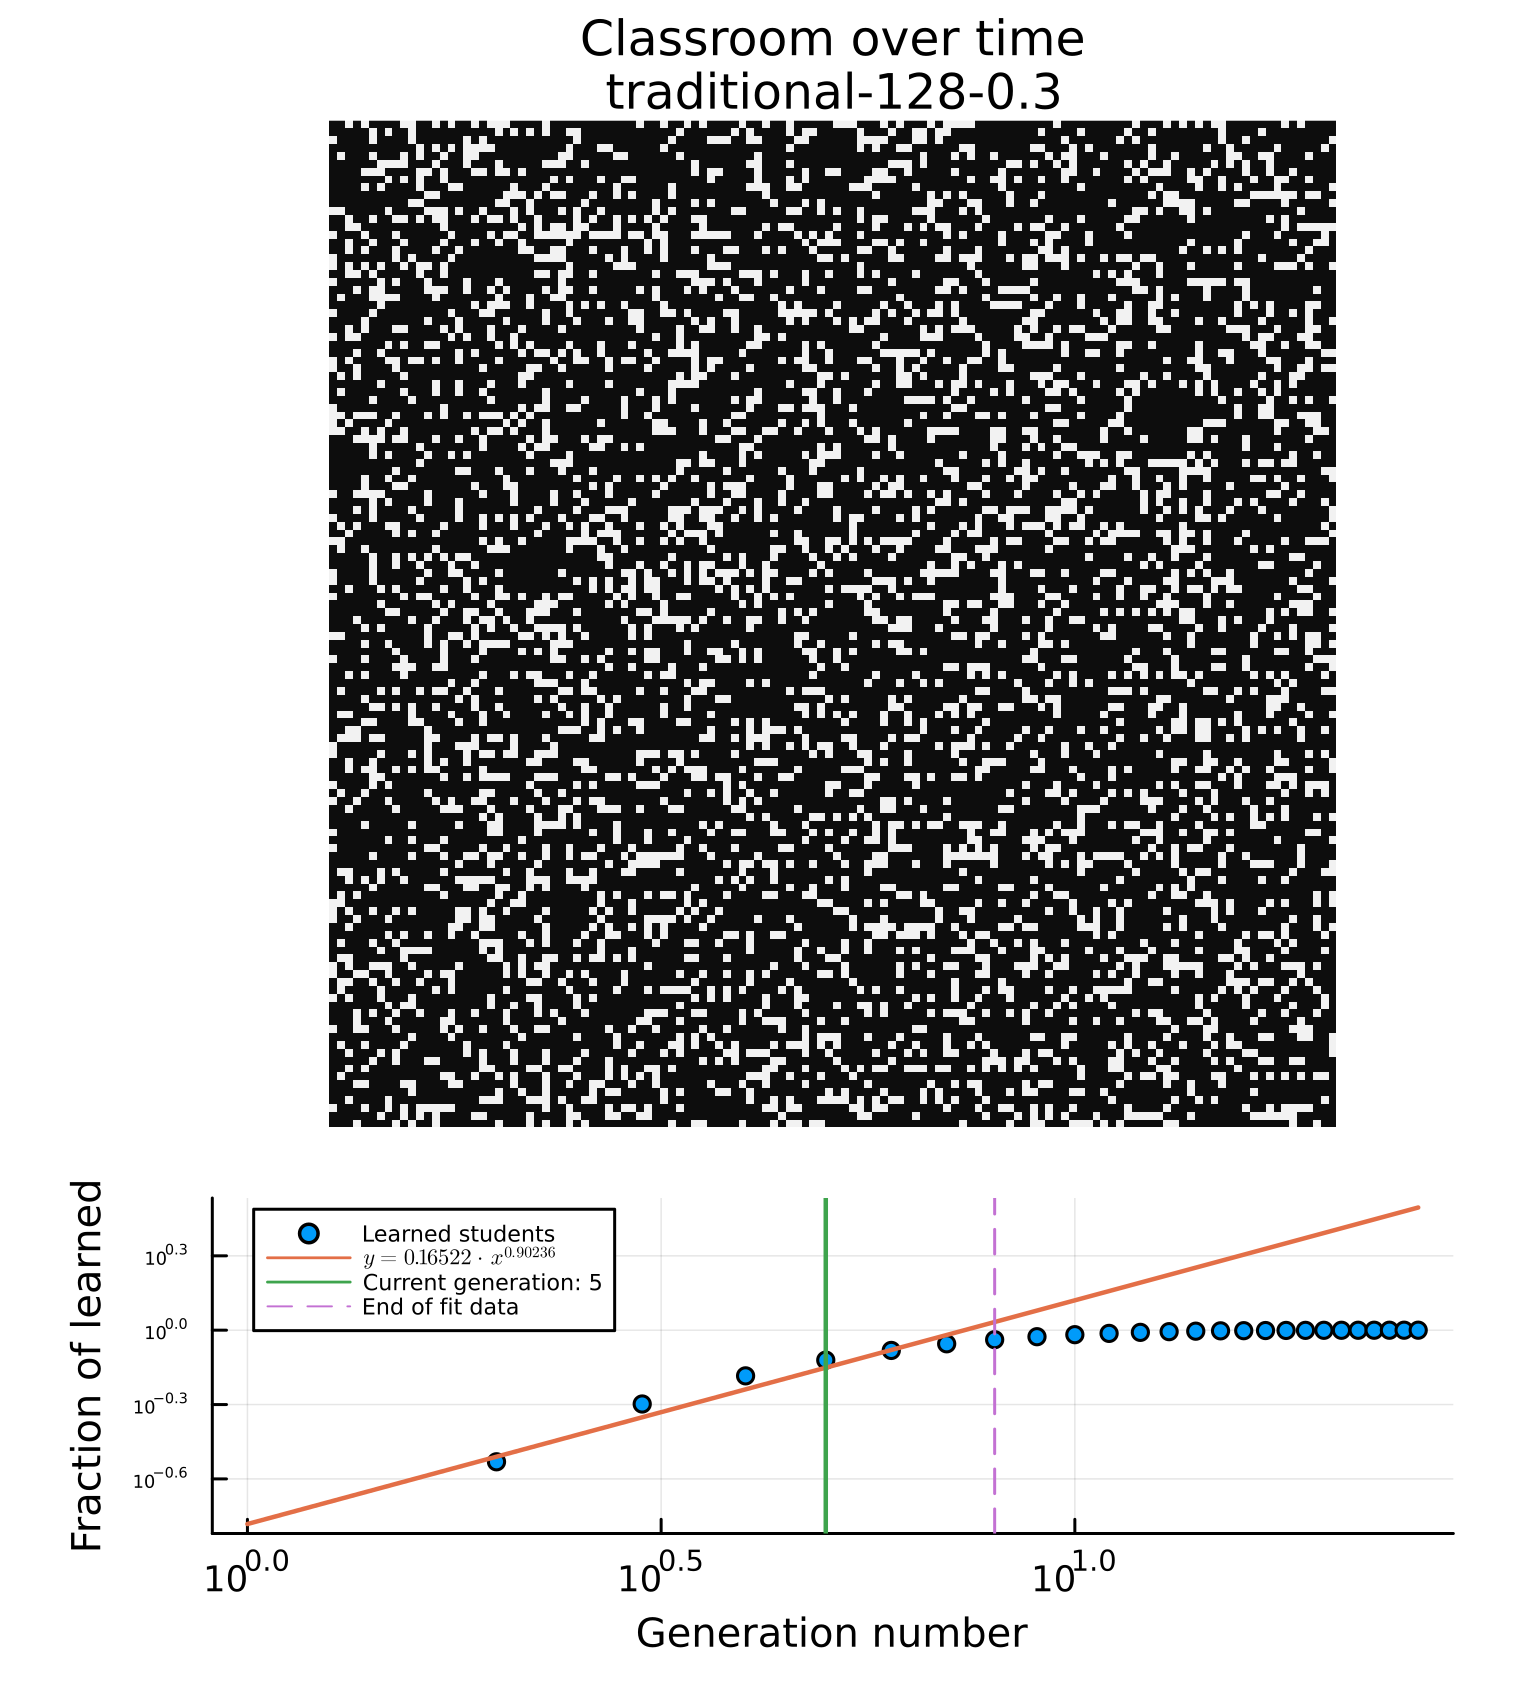 Classroom over time
traditional-128-0.3
Fraction of learned
10^0.3
10^0.0
10^−0.3
10^−0.6
Learned students
y = 0.16522 · x^0.90236
Current generation: 5
End of fit data
10^0.0 10^0.5 10^1.0
Generation number